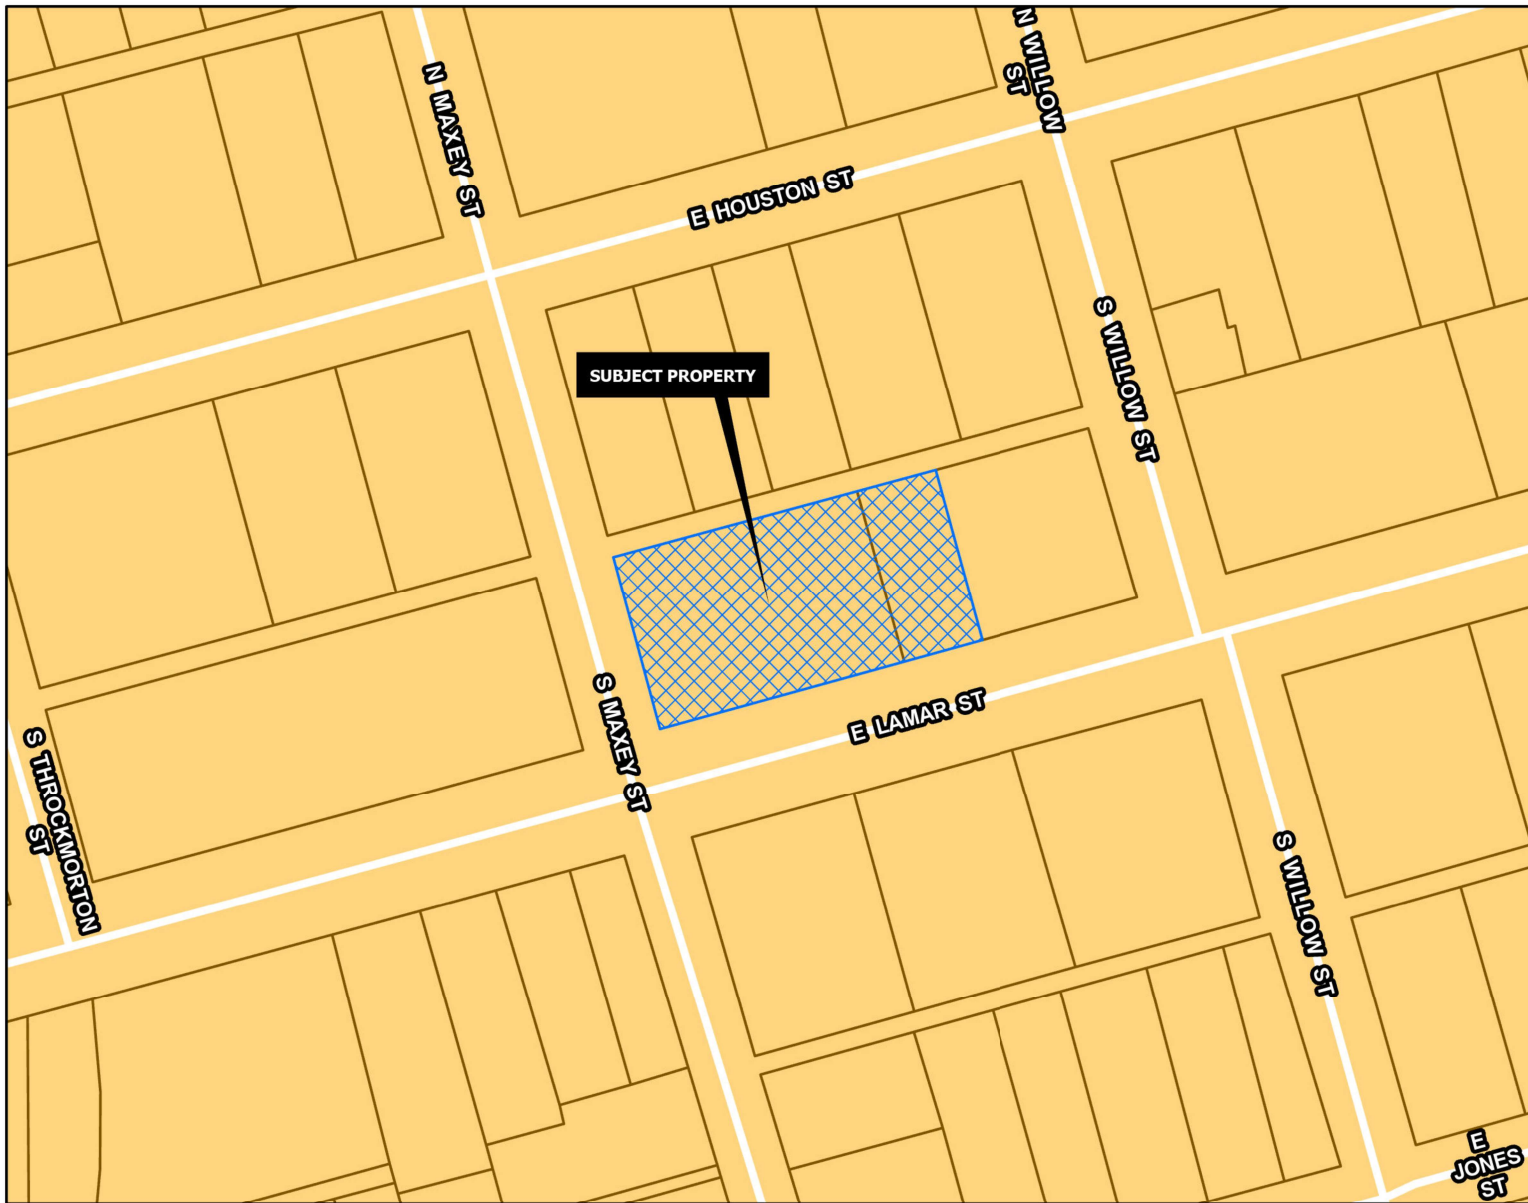 N WILLOW
ST
N MAXEY ST
E HOUSTON ST
S WILLOW ST
SUBJECT PROPERTY
S MAXEY ST
E LAMAR ST
S THROCKMORTON
ST
S WILLOW ST
E
JONES
ST